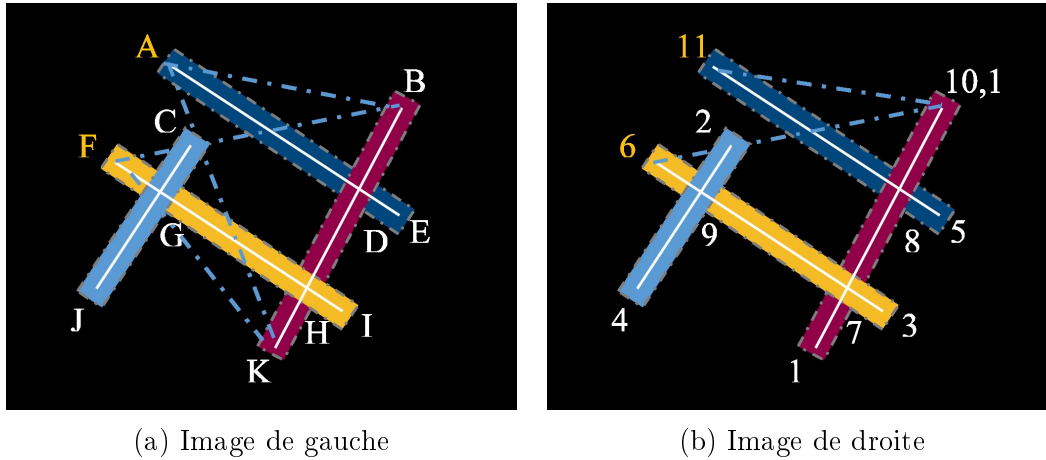 A
B
C
F
G
D
E
J
H
I
K
(a) Image de gauche
11
10,1
2
6
9
8
5
4
7
3
1
(b) Image de droite